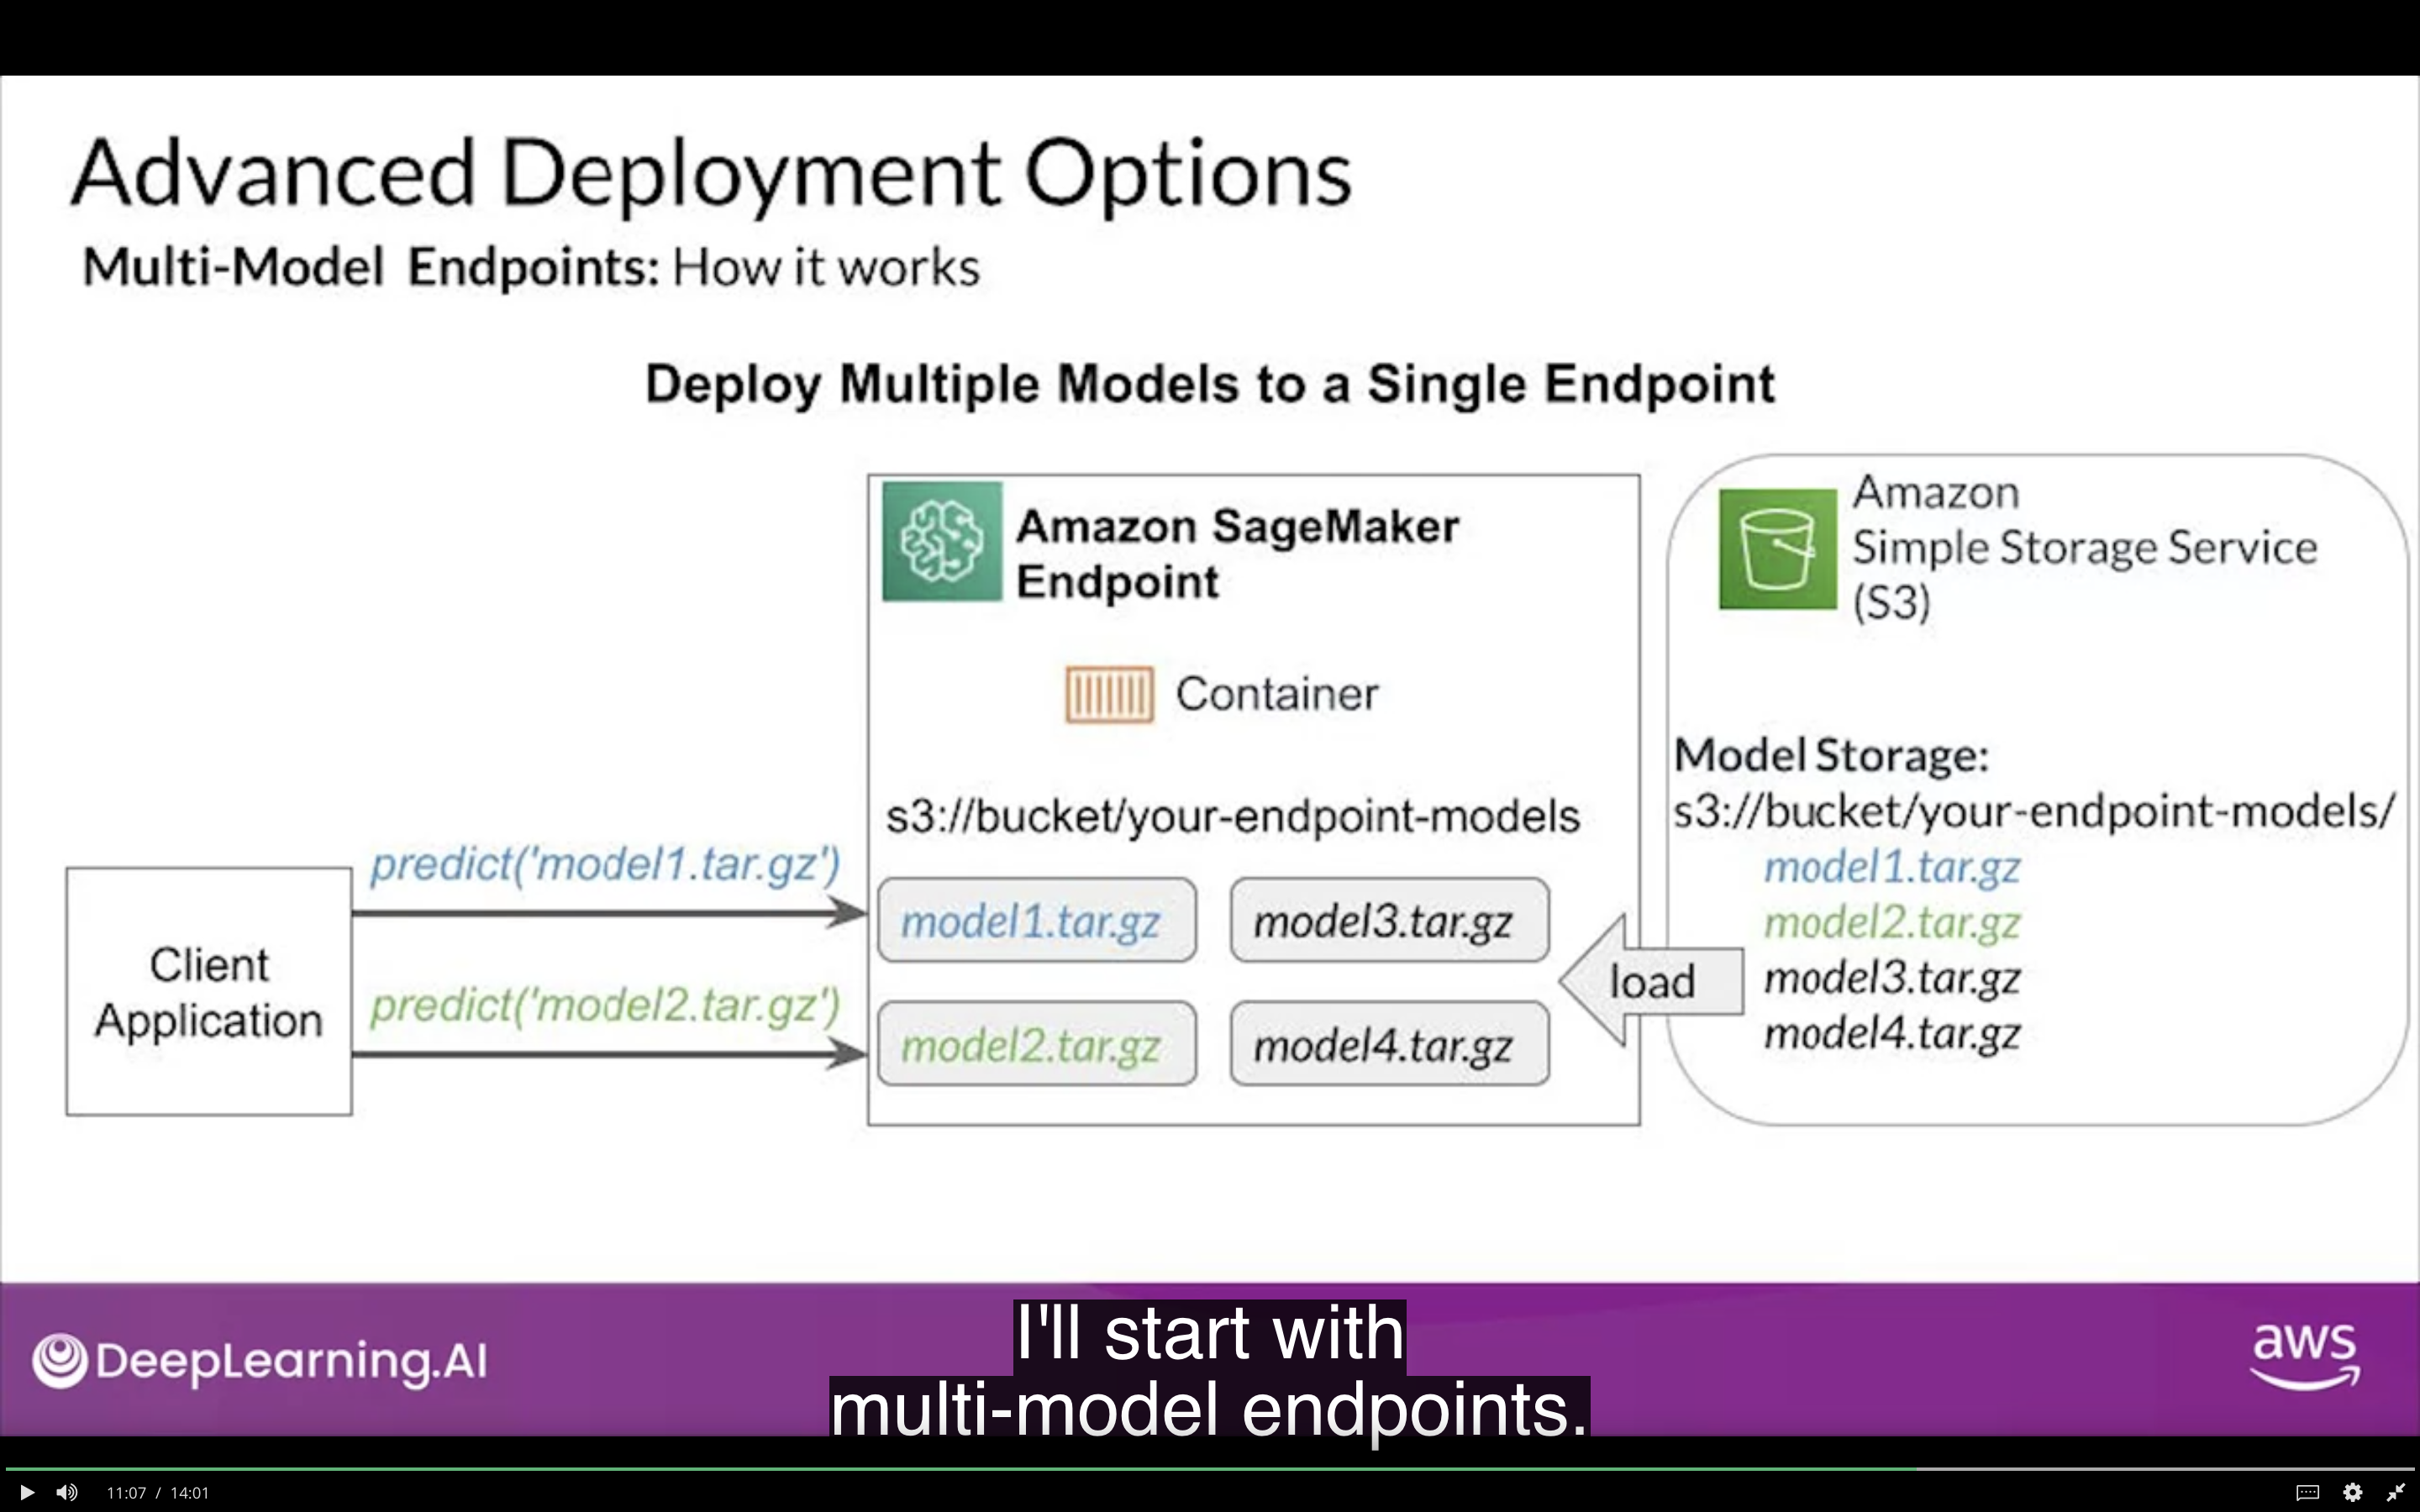 Advanced Deployment Options
Multi-Model Endpoints: How it works
Deploy Multiple Models to a Single Endpoint
Client
Application
predict('model1.tar.gz')
predict('model2.tar.gz')
Amazon SageMaker
Endpoint
Container
s3://bucket/your-endpoint-models
model1.tar.gz
model3.tar.gz
model2.tar.gz
model4.tar.gz
load
Amazon
Simple Storage Service
(S3)
Model Storage:
s3://bucket/your-endpoint-models/
model1.tar.gz
model2.tar.gz
model3.tar.gz
model4.tar.gz
DeepLearning.AI
I'll start with
multi-model endpoints.
aws
11:07 / 14:01